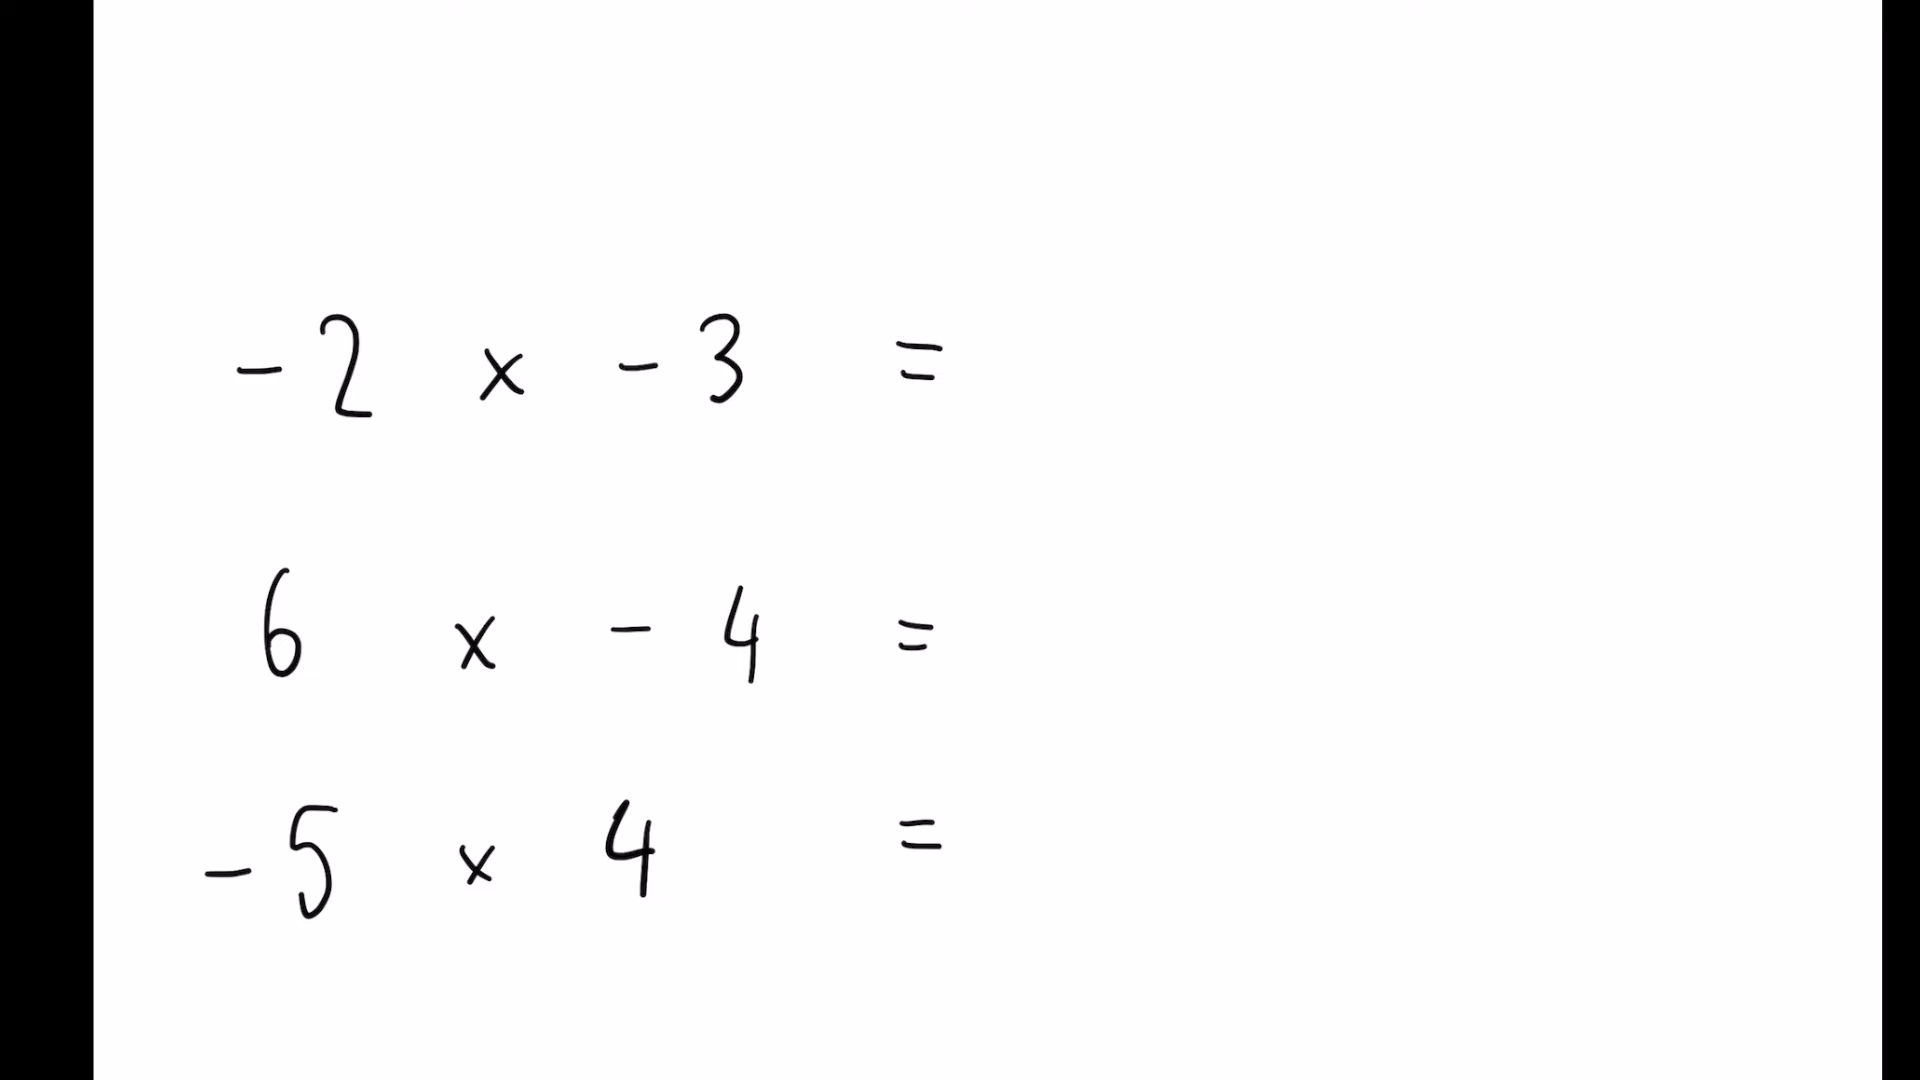 -2 x -3 =
6 x -4 =
-5 x 4 =